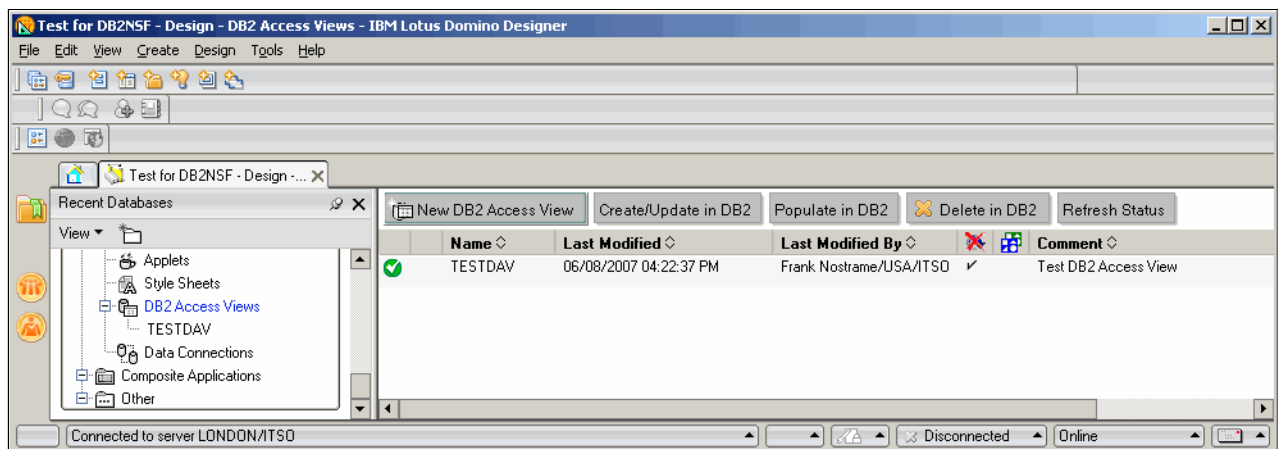 Test for DB2NSF - Design - DB2 Access Views - IBM Lotus Domino Designer
File Edit View Create Design Tools Help
Test for DB2NSF - Design -...
Recent Databases
View
Applets
Style Sheets
DB2 Access Views
TESTDAV
Data Connections
Composite Applications
Other
New DB2 Access View Create/Update in DB2 Populate in DB2 Delete in DB2 Refresh Status
Name Last Modified Last Modified By Comment
TESTDAV 06/08/2007 04:22:37 PM Frank Nostrame/USA/ITSO Test DB2 Access View
Connected to server LONDON/ITSO Disconnected Online